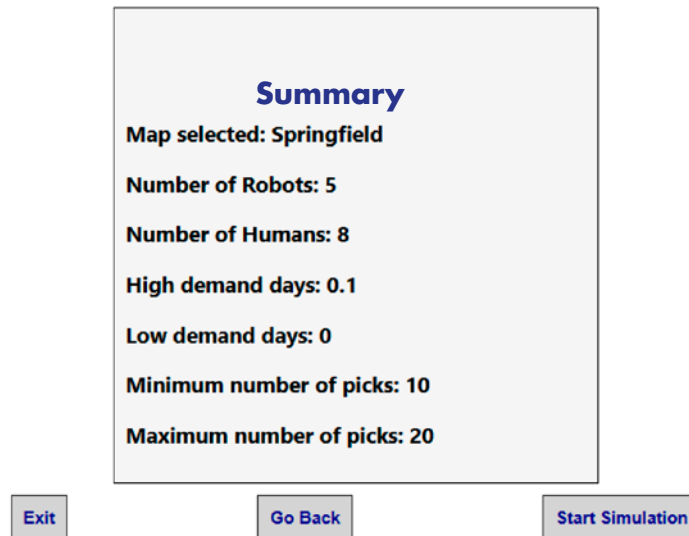 Summary
Map selected: Springfield
Number of Robots: 5
Number of Humans: 8
High demand days: 0.1
Low demand days: 0
Minimum number of picks: 10
Maximum number of picks: 20
Exit
Go Back
Start Simulation